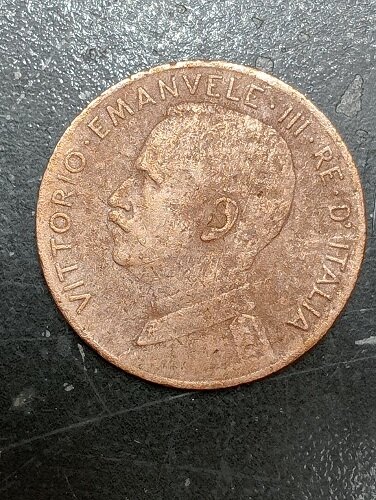 VITTORIO · EMANVELE · III · RE · D'ITALIA